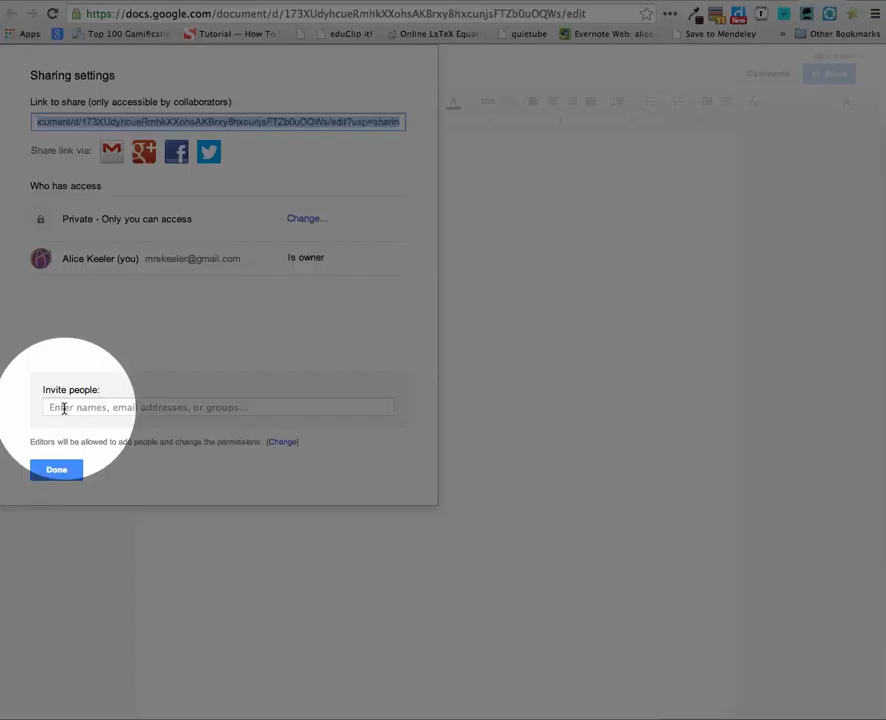 https://docs.google.com/document/d/173XUdyhcueRmhkXXohsAKBrxy8hxcunjsFTZb0uOQWs/edit
Apps Top 100 Gamificati Tutorial — How to M eduClip it! Online LaTeX Equat quietube Evernote Web: alice Save to Mendeley » Other Bookmarks
Sharing settings
Comments Share
Link to share (only accessible by collaborators)
cument/d/173XUdyhcueRmhkXXohsAKBrxy8hxcunjsFTZb0uOQWs/edit?usp=sharin
Share link via:
Who has access
Private - Only you can access Change...
Alice Keeler (you) mrskeeler@gmail.com Is owner
Invite people:
Enter names, email addresses, or groups...
Editors will be allowed to add people and change the permissions. [Change]
Done